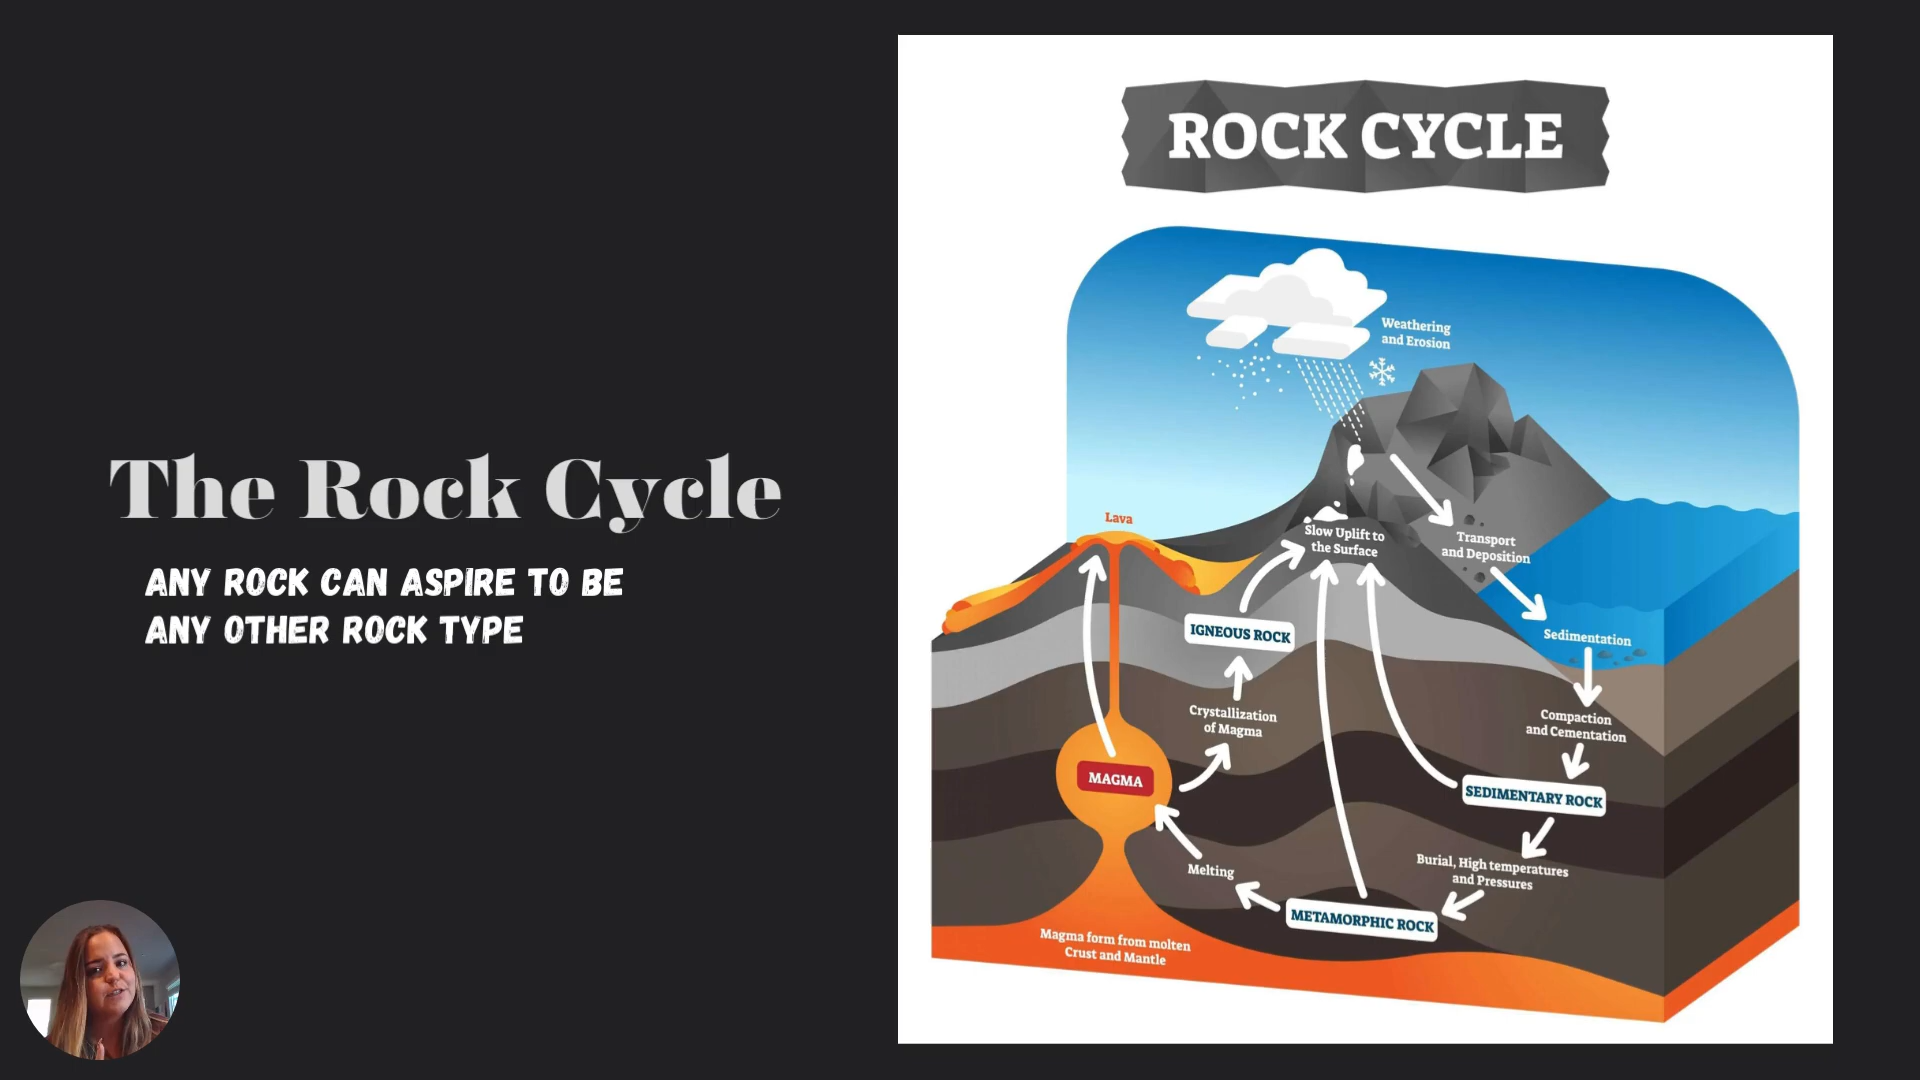 The Rock Cycle
ANY ROCK CAN ASPIRE TO BE
ANY OTHER ROCK TYPE
ROCK CYCLE
Weathering
and Erosion
Lava
Slow Uplift to
the Surface
Transport
and Deposition
IGNEOUS ROCK
Sedimentation
Crystallization
of Magma
Compaction
and Cementation
MAGMA
SEDIMENTARY ROCK
Melting
Burial, High temperatures
and Pressures
METAMORPHIC ROCK
Magma form from molten
Crust and Mantle